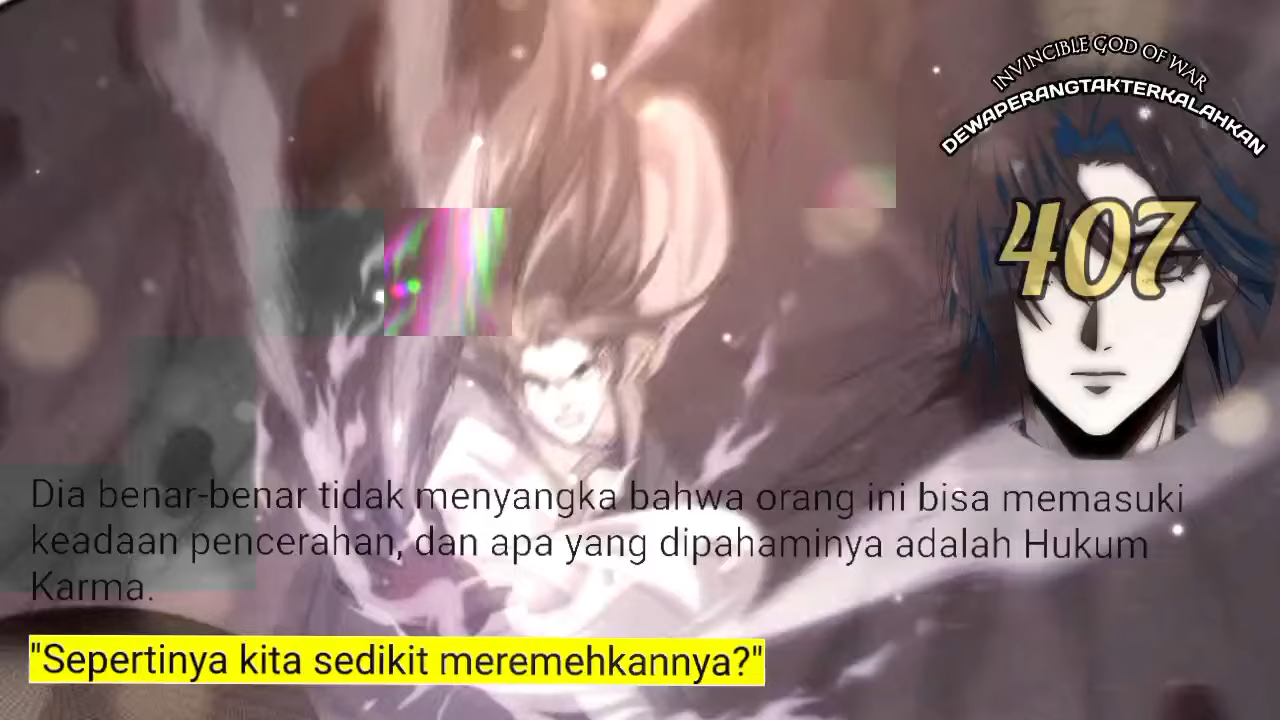 INVINCIBLE GOD OF WAR
DEWAPERANGTAKTERKALAHKAN
407
Dia benar-benar tidak menyangka bahwa orang ini bisa memasuki
keadaan pencerahan, dan apa yang dipahaminya adalah Hukum
Karma.
"Sepertinya kita sedikit meremehkannya?"